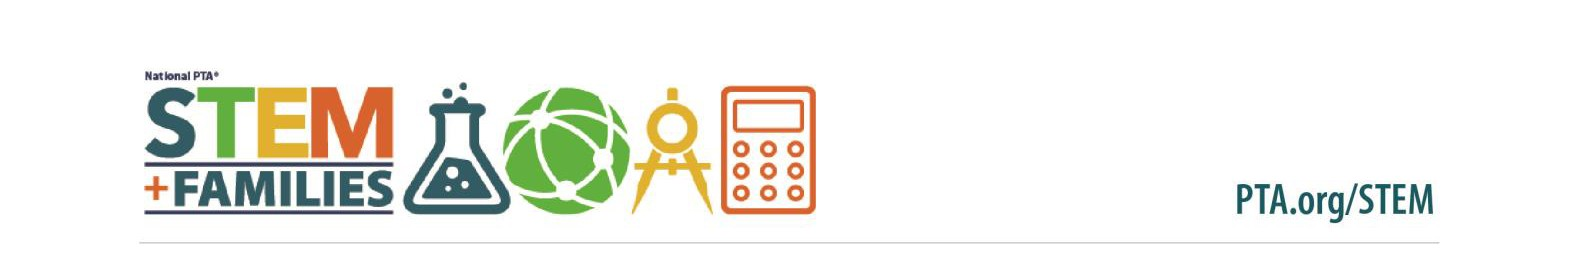 National PTA®
STEM
+FAMILIES
PTA.org/STEM